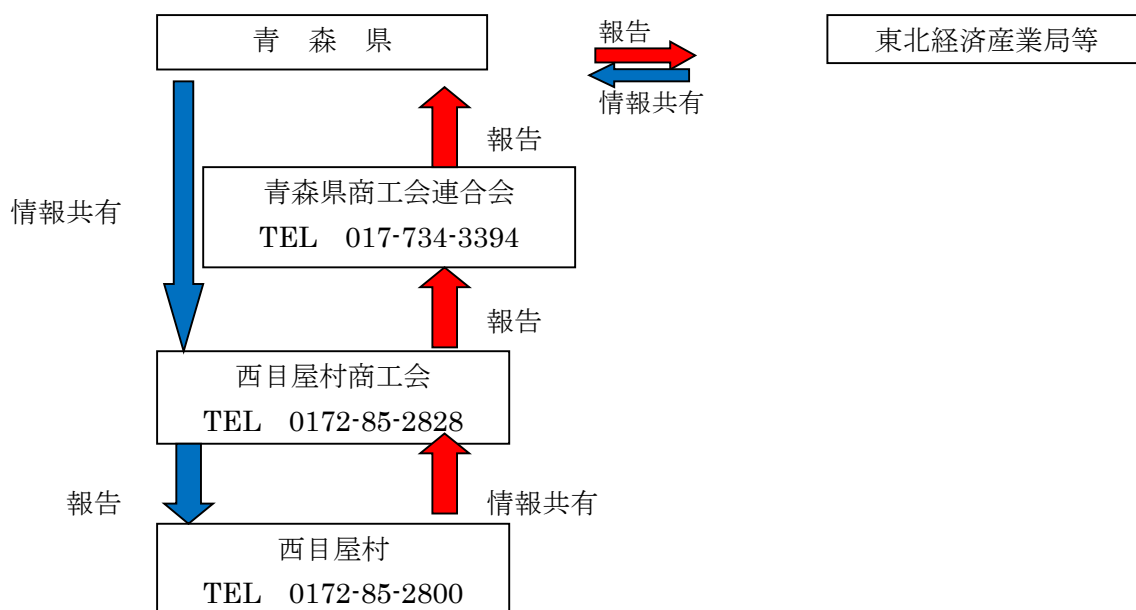 青　森　県
報告
情報共有
東北経済産業局等
報告
青森県商工会連合会
TEL　017-734-3394
情報共有
報告
西目屋村商工会
TEL　0172-85-2828
報告
情報共有
西目屋村
TEL　0172-85-2800